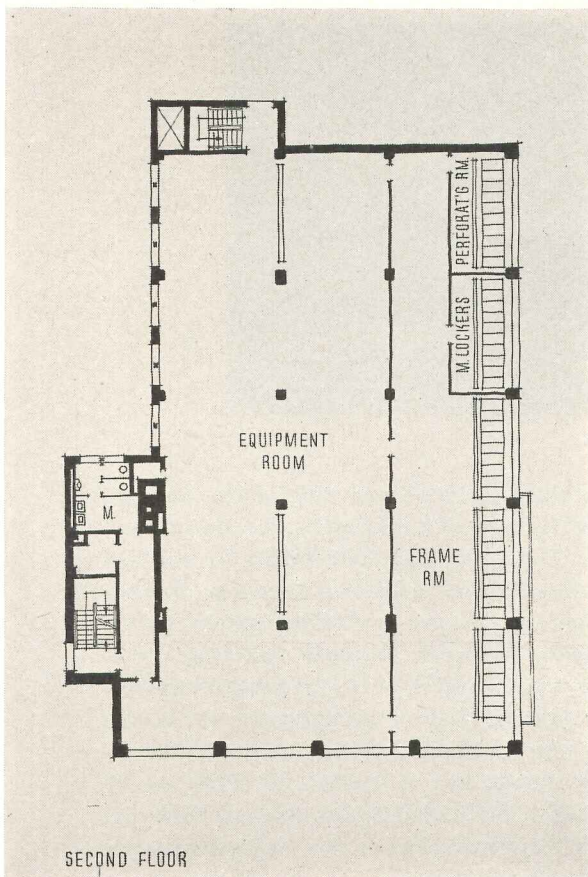 PERFORAT'G RM.
M. LOCKERS
EQUIPMENT
ROOM
M.
FRAME
RM
SECOND FLOOR